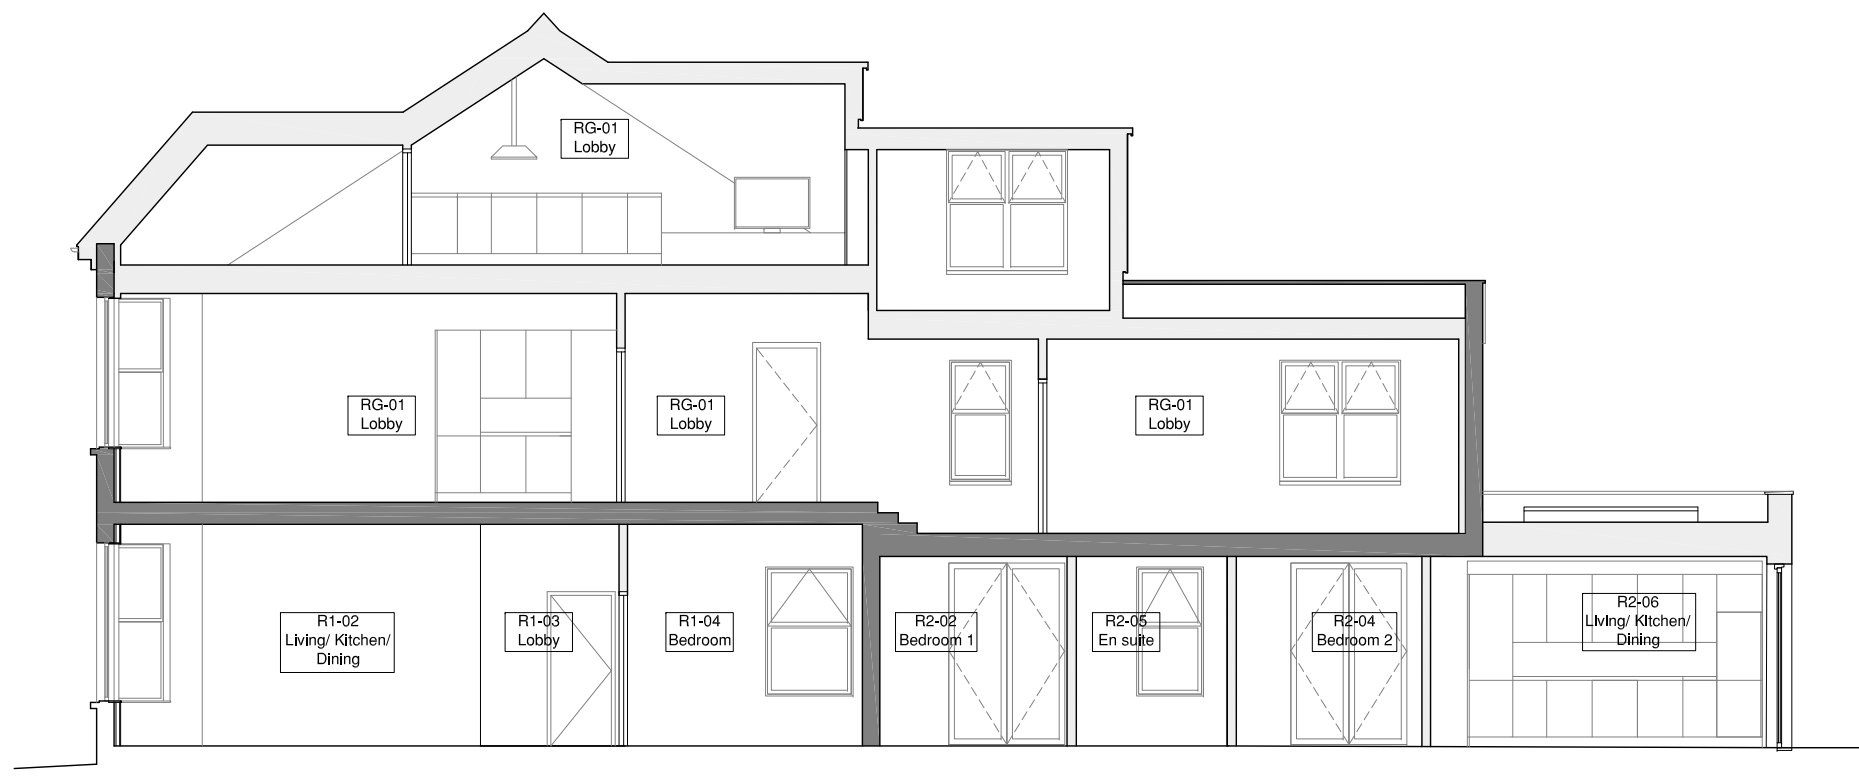 RG-01
Lobby
RG-01
Lobby
RG-01
Lobby
RG-01
Lobby
R1-02
Living/ Kitchen/
Dining
R1-03
Lobby
R1-04
Bedroom
R2-02
Bedroom 1
R2-05
En suite
R2-04
Bedroom 2
R2-06
Living/ Kitchen/
Dining